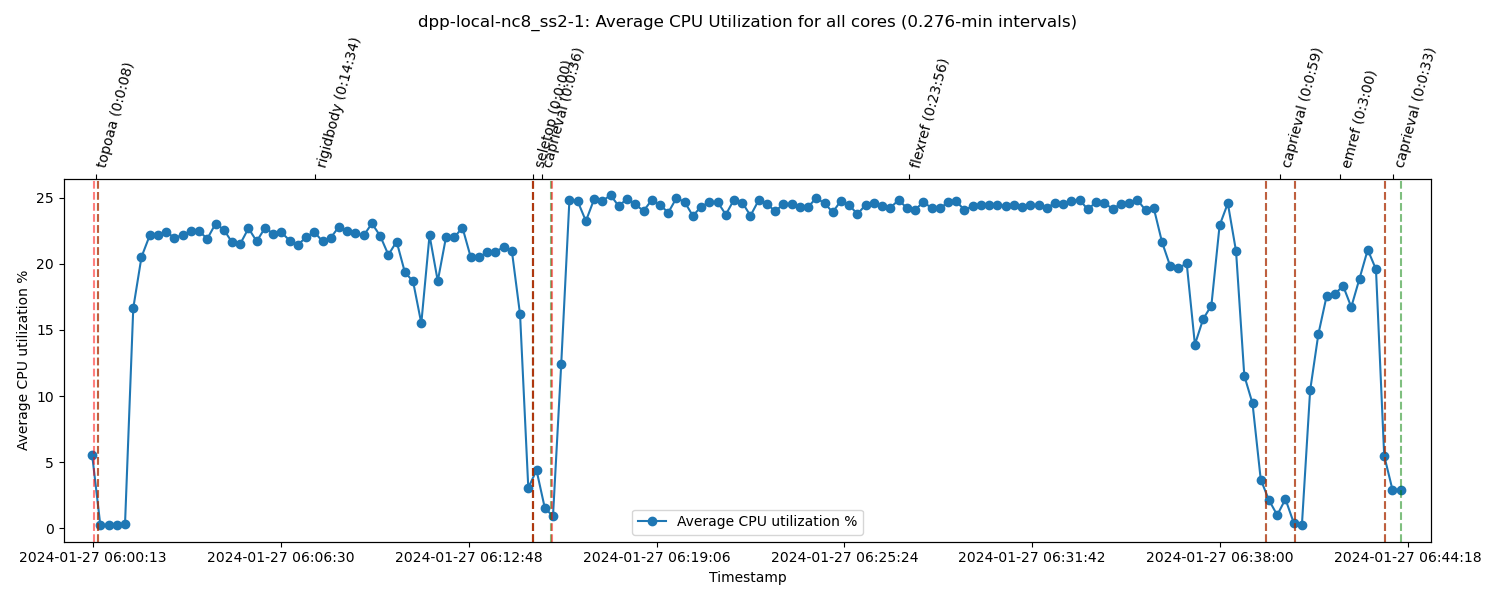 dpp-local-nc8_ss2-1: Average CPU Utilization for all cores (0.276-min intervals)
topoaa (0:0:08)
rigidbody (0:14:34)
seletop (0:0:00)
caprieval (0:0:36)
flexref (0:23:56)
caprieval (0:0:59)
emref (0:3:00)
caprieval (0:0:33)
Average CPU utilization %
25
20
15
10
5
0
Average CPU utilization %
2024-01-27 06:00:13
2024-01-27 06:06:30
2024-01-27 06:12:48
2024-01-27 06:19:06
2024-01-27 06:25:24
2024-01-27 06:31:42
2024-01-27 06:38:00
2024-01-27 06:44:18
Timestamp